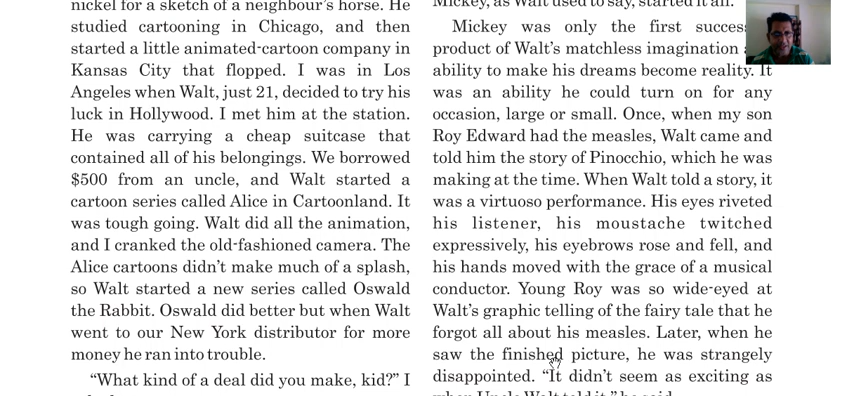 nickel for a sketch of a neighbour's horse. He
studied cartooning in Chicago, and then
started a little animated-cartoon company in
Kansas City that flopped. I was in Los
Angeles when Walt, just 21, decided to try his
luck in Hollywood. I met him at the station.
He was carrying a cheap suitcase that
contained all of his belongings. We borrowed
$500 from an uncle, and Walt started a
cartoon series called Alice in Cartoonland. It
was tough going. Walt did all the animation,
and I cranked the old-fashioned camera. The
Alice cartoons didn't make much of a splash,
so Walt started a new series called Oswald
the Rabbit. Oswald did better but when Walt
went to our New York distributor for more
money he ran into trouble.
"What kind of a deal did you make, kid?" I
Mickey, as Walt used to say, started it all.
Mickey was only the first
product of Walt's matchless imagination
ability to make his dreams become reality. It
was an ability he could turn on for any
occasion, large or small. Once, when my son
Roy Edward had the measles, Walt came and
told him the story of Pinocchio, which he was
making at the time. When Walt told a story, it
was a virtuoso performance. His eyes riveted
his listener, his moustache twitched
expressively, his eyebrows rose and fell, and
his hands moved with the grace of a musical
conductor. Young Roy was so wide-eyed at
Walt's graphic telling of the fairy tale that he
forgot all about his measles. Later, when he
saw the finished picture, he was strangely
disappointed. "It didn't seem as exciting as
when Uncle Walt told it," he said.